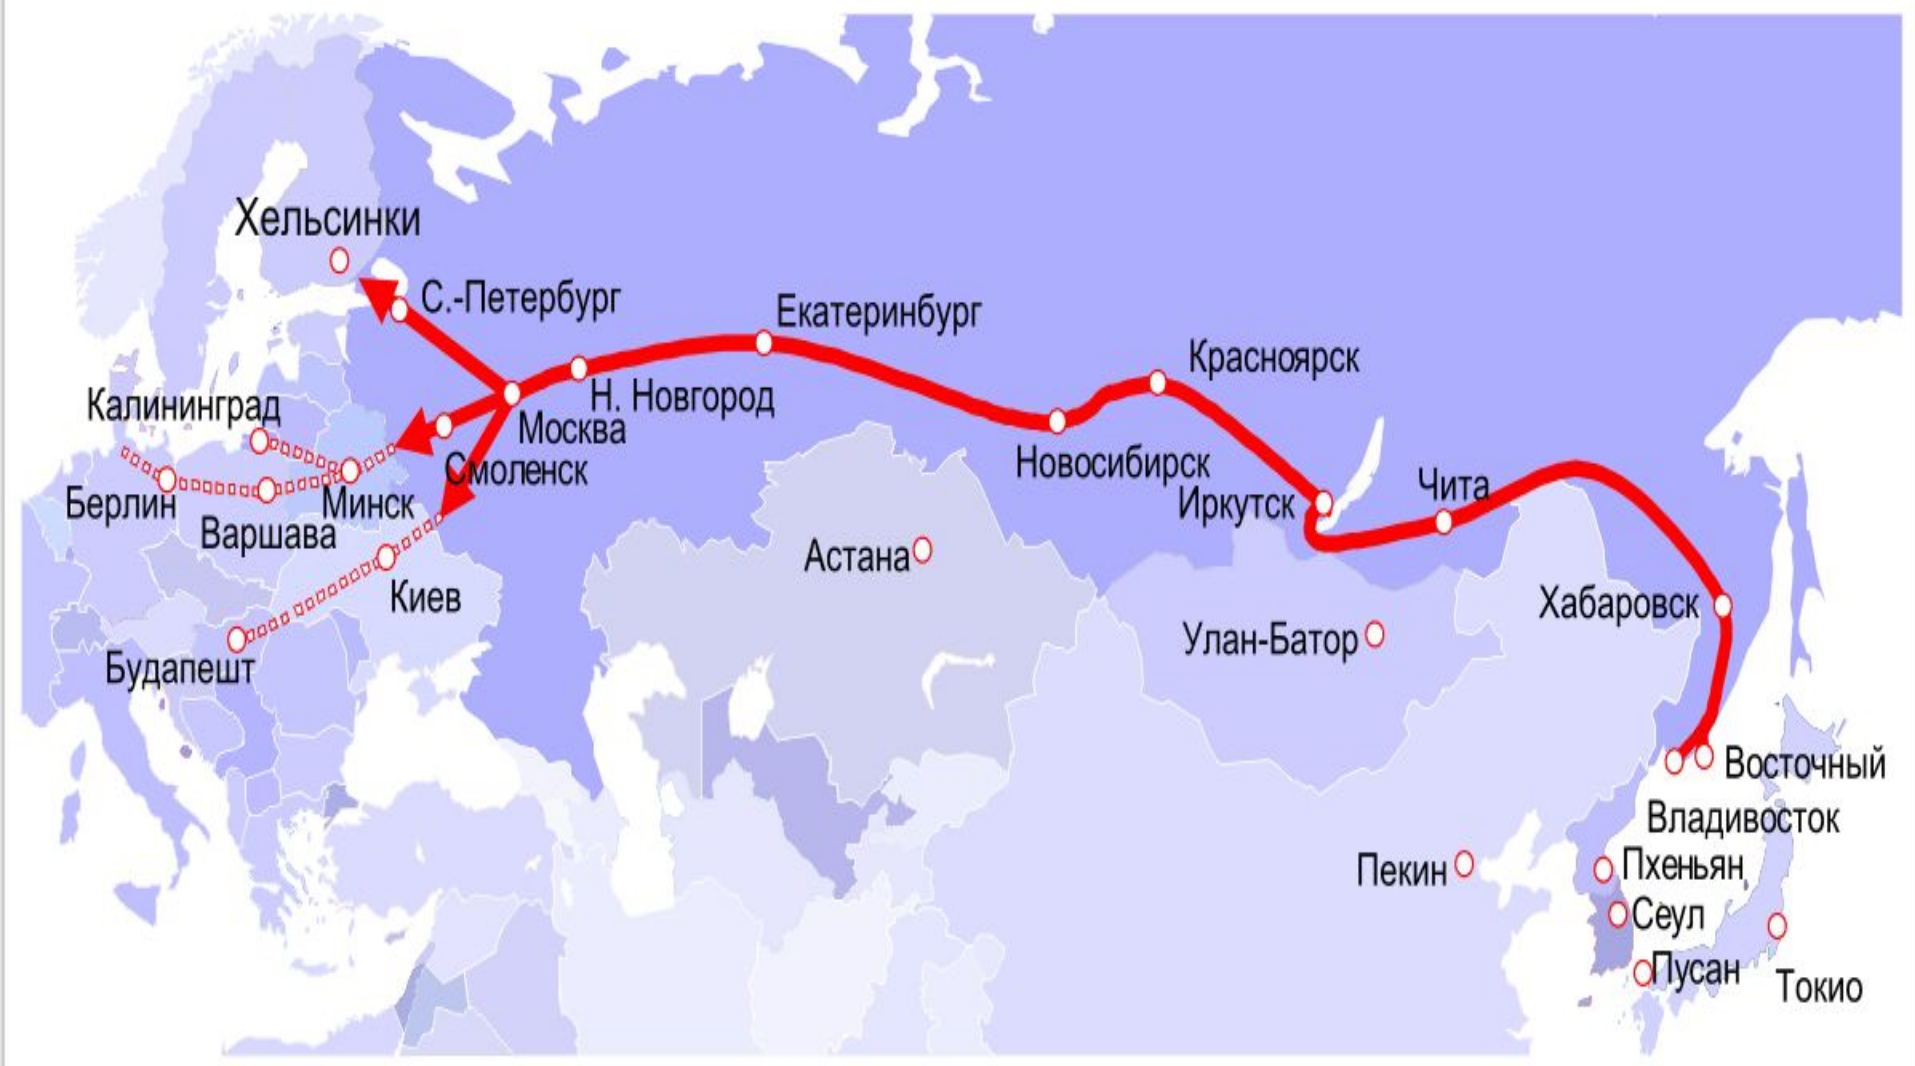 Хельсинки
С.-Петербург
Екатеринбург
Красноярск
Калининград
Н. Новгород
Москва
Смоленск
Новосибирск
Иркутск
Чита
Берлин
Варшава
Минск
Астана
Киев
Хабаровск
Улан-Батор
Будапешт
Восточный
Владивосток
Пекин
Пхеньян
Сеул
Пусан
Токио